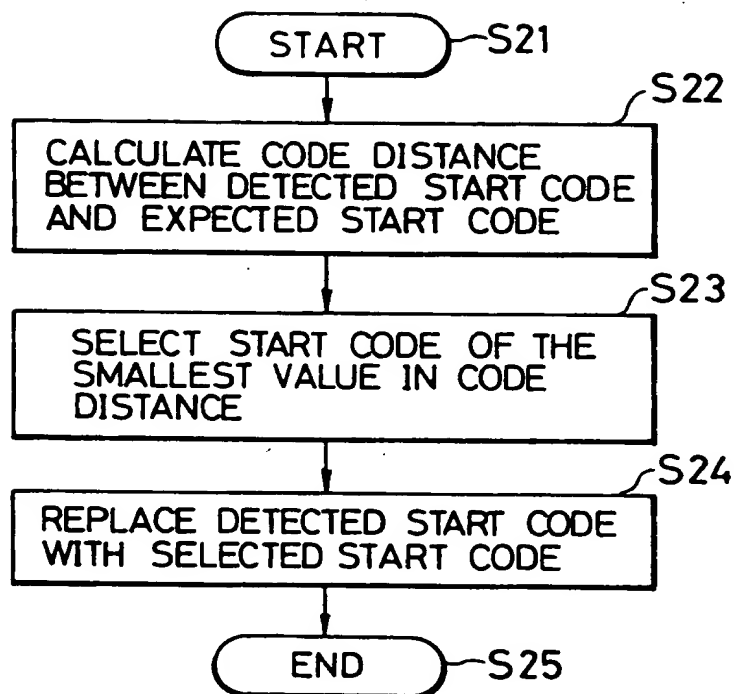 START
S21
S22
CALCULATE CODE DISTANCE
BETWEEN DETECTED START CODE
AND EXPECTED START CODE
S23
SELECT START CODE OF THE
SMALLEST VALUE IN CODE
DISTANCE
S24
REPLACE DETECTED START CODE
WITH SELECTED START CODE
END
S25